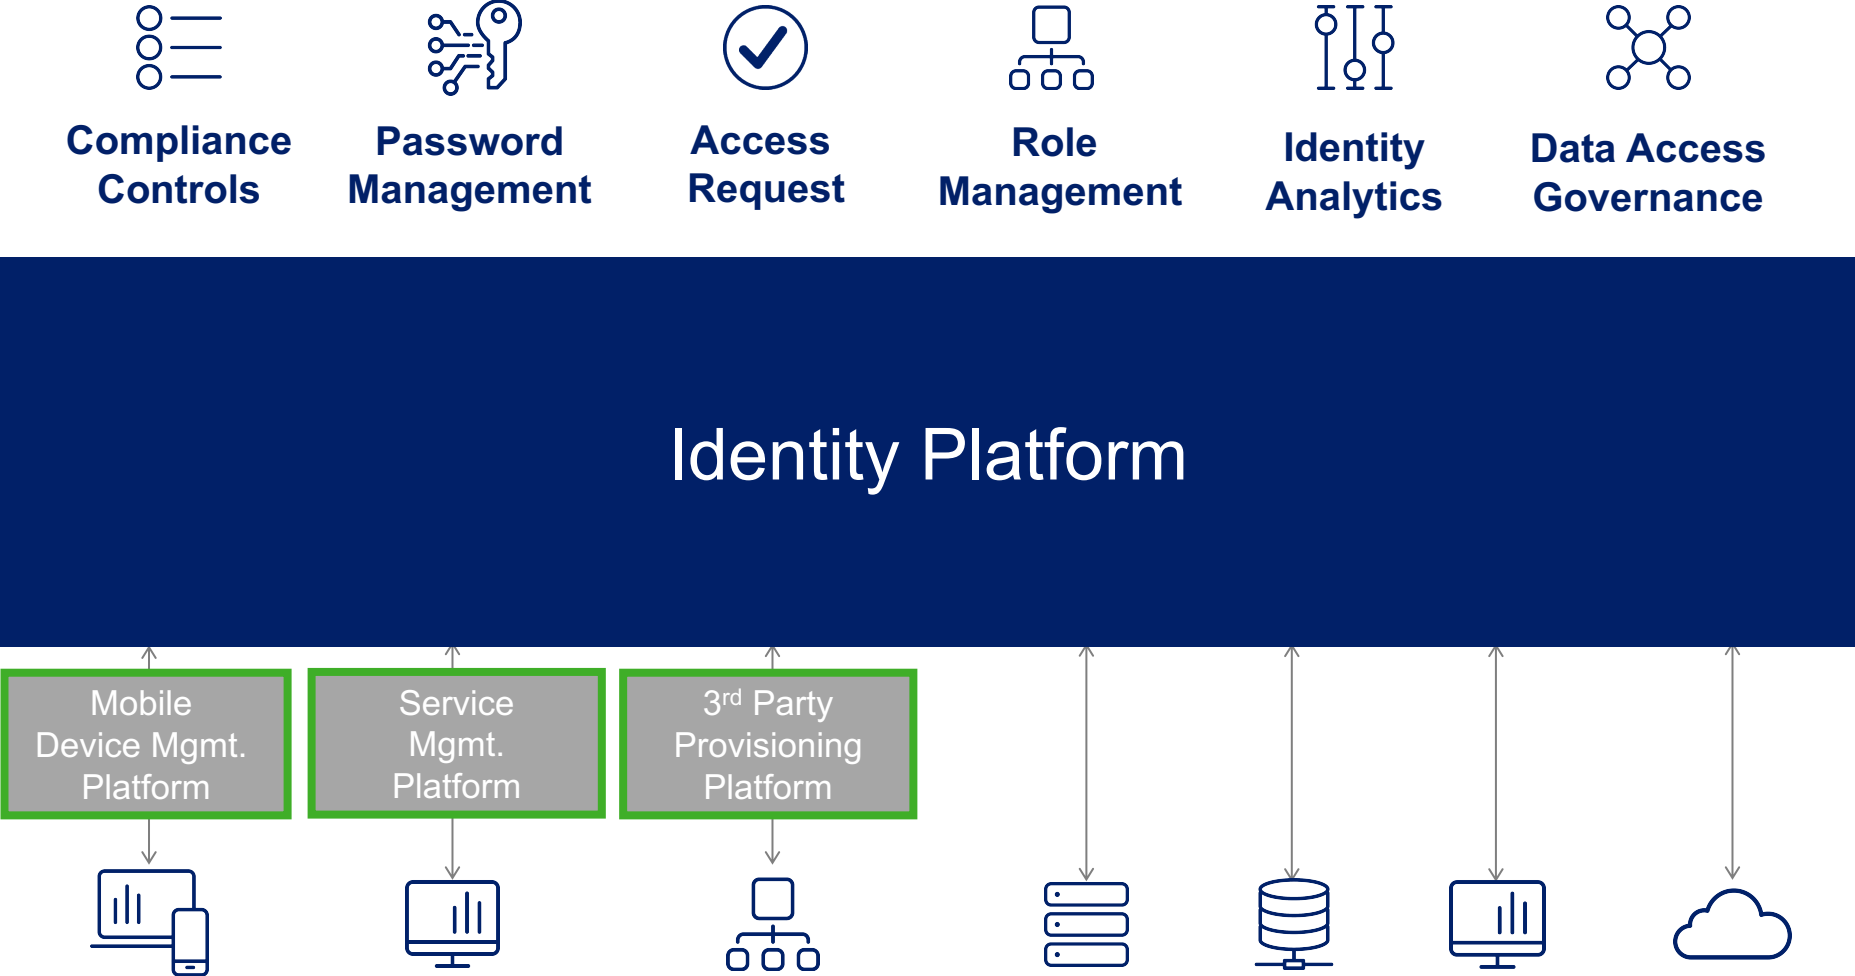 Compliance
Controls
Password
Management
Access
Request
Role
Management
Identity
Analytics
Data Access
Governance
Identity Platform
Mobile
Device Mgmt.
Platform
Service
Mgmt.
Platform
3rd Party
Provisioning
Platform